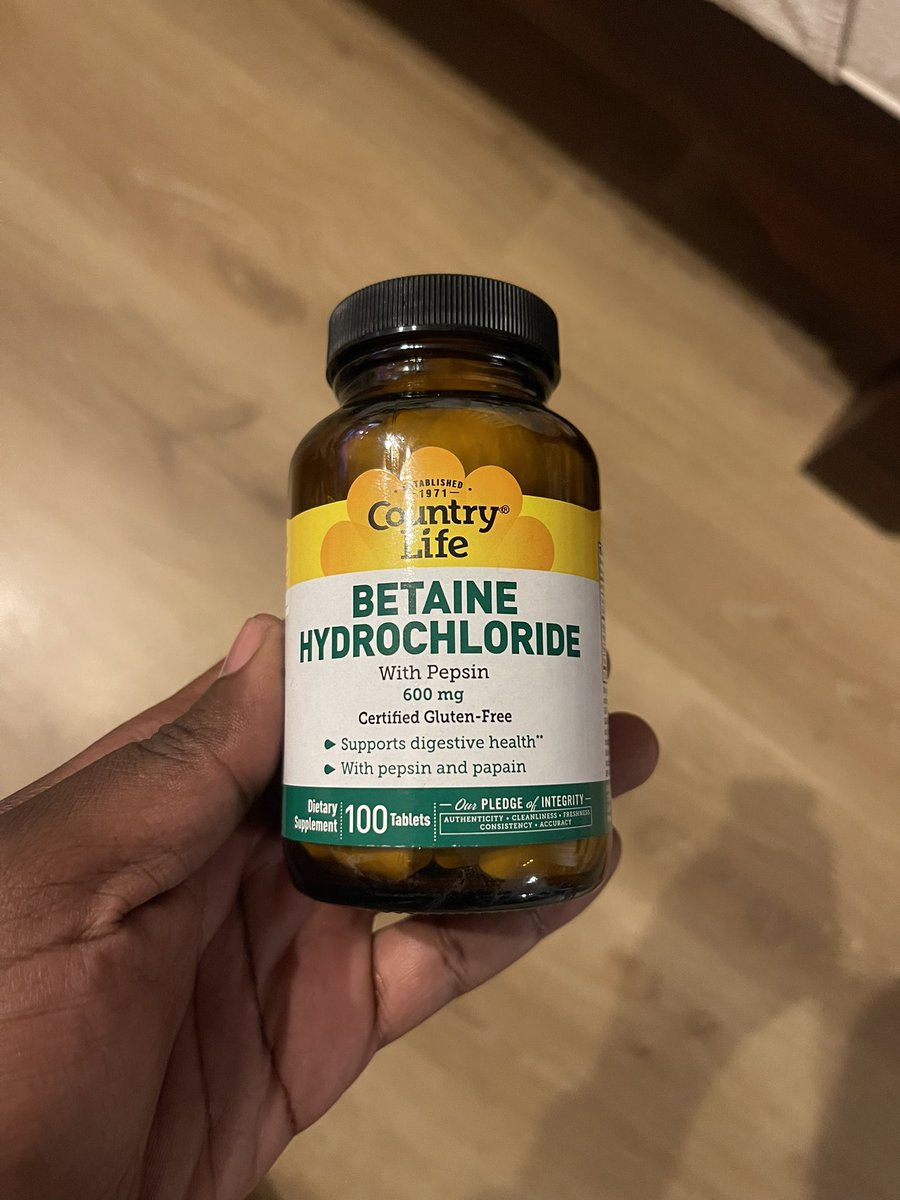 • ESTABLISHED •
—1971—
Country®
Life
BETAINE
HYDROCHLORIDE
With Pepsin
600 mg
Certified Gluten-Free
▶ Supports digestive health**
▶ With pepsin and papain
Dietary
Supplement
100 Tablets
Our PLEDGE of INTEGRITY
AUTHENTICITY • CLEANLINESS • FRESHNESS
CONSISTENCY • ACCURACY